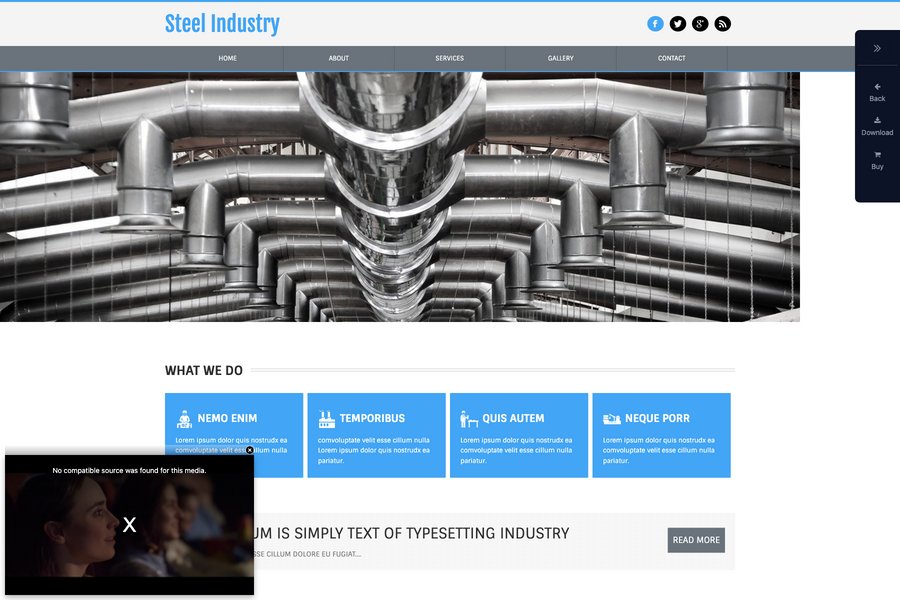 Steel Industry
HOME
ABOUT
SERVICES
GALLERY
CONTACT
Back
Download
Buy
WHAT WE DO
NEMO ENIM
Lorem ipsum dolor quis nostrudx ea
comvoluptate velit esse cillum nulla
TEMPORIBUS
comvoluptate velit esse cillum nulla
Lorem ipsum dolor quis nostrudx ea
pariatur.
QUIS AUTEM
Lorem ipsum dolor quis nostrudx ea
comvoluptate velit esse cillum nulla
pariatur.
NEQUE PORR
Lorem ipsum dolor quis nostrudx ea
comvoluptate velit esse cillum nulla
pariatur.
No compatible source was found for this media.
X
UM IS SIMPLY TEXT OF TYPESETTING INDUSTRY
SSE CILLUM DOLORE EU FUGIAT...
READ MORE